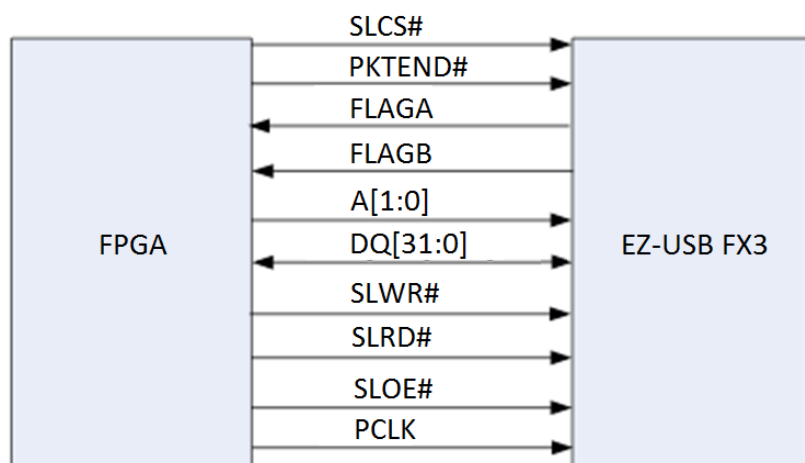 SLCS#
PKTEND#
FLAGA
FLAGB
A[1:0]
FPGA
DQ[31:0]
EZ-USB FX3
SLWR#
SLRD#
SLOE#
PCLK